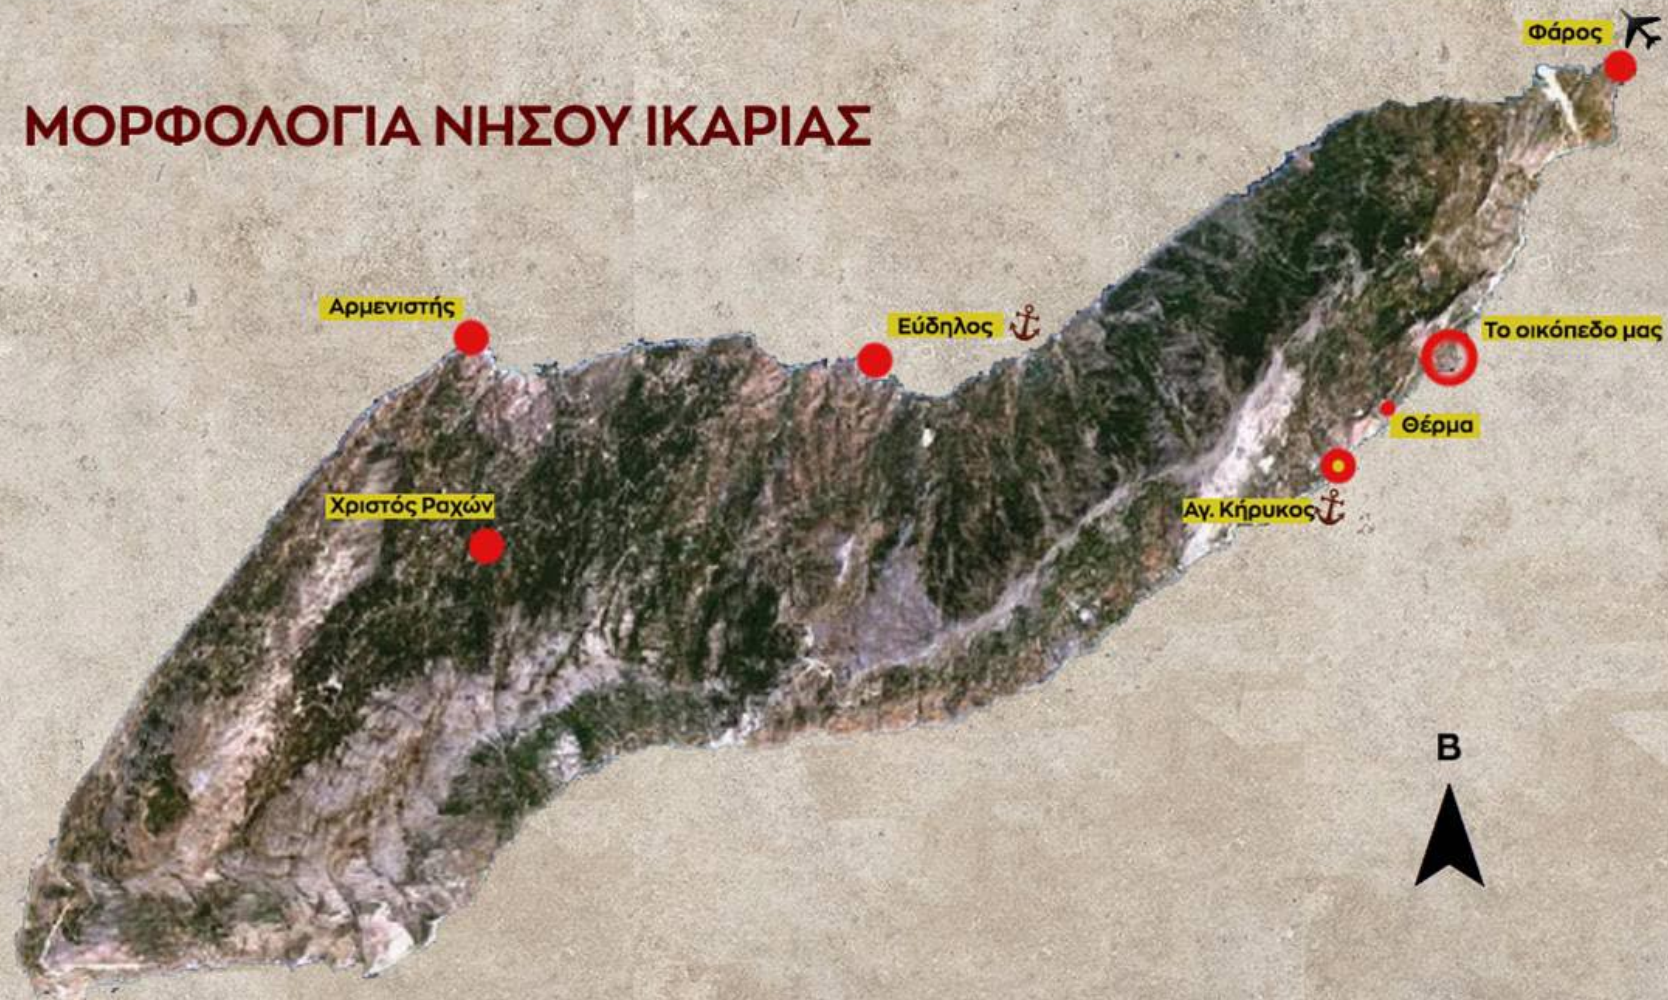 Φάρος
ΜΟΡΦΟΛΟΓΙΑ ΝΗΣΟΥ ΙΚΑΡΙΑΣ
Αρμενιστής
Εύδηλος
Το οικόπεδο μας
Θέρμα
Χριστός Ραχών
Αγ. Κήρυκος
Β